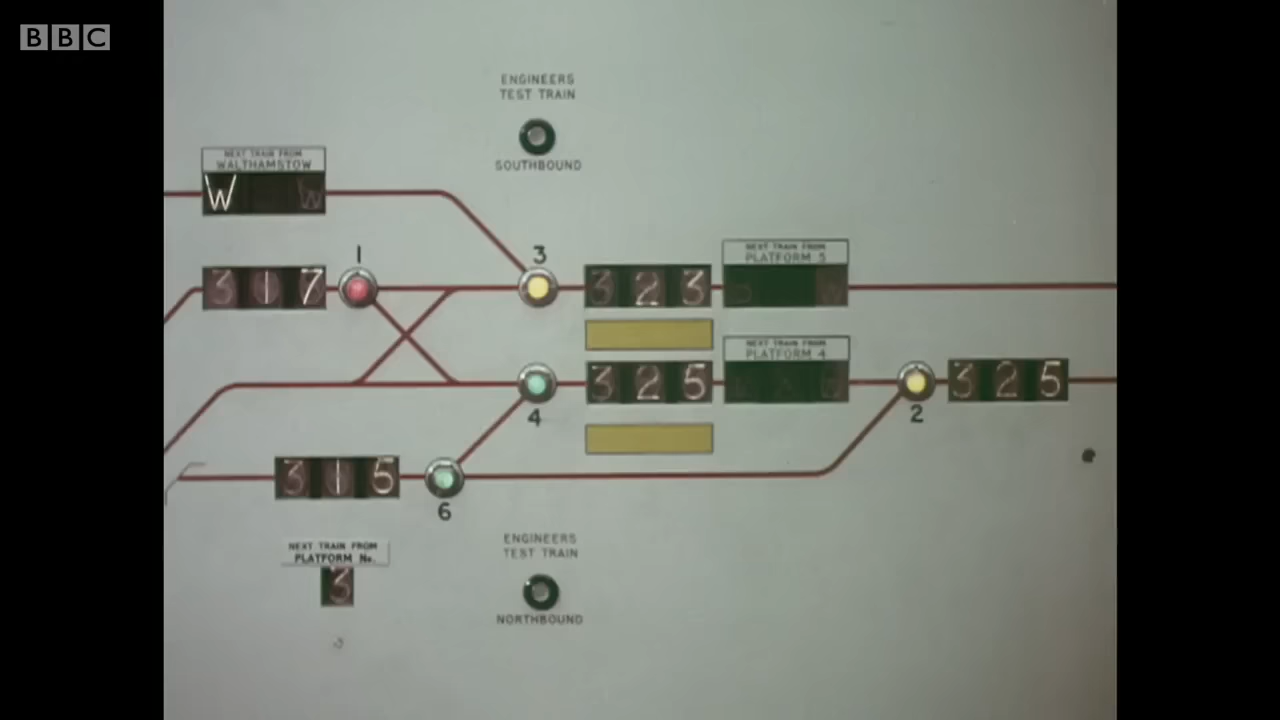 BBC
ENGINEERS
TEST TRAIN
SOUTHBOUND
NEXT TRAIN FROM
WALTHAMSTOW
W W
1
3
317
323
NEXT TRAIN FROM
PLATFORM 5
NEXT TRAIN FROM
PLATFORM 4
325
325
4
2
315
6
NEXT TRAIN FROM
PLATFORM No.
3
ENGINEERS
TEST TRAIN
NORTHBOUND